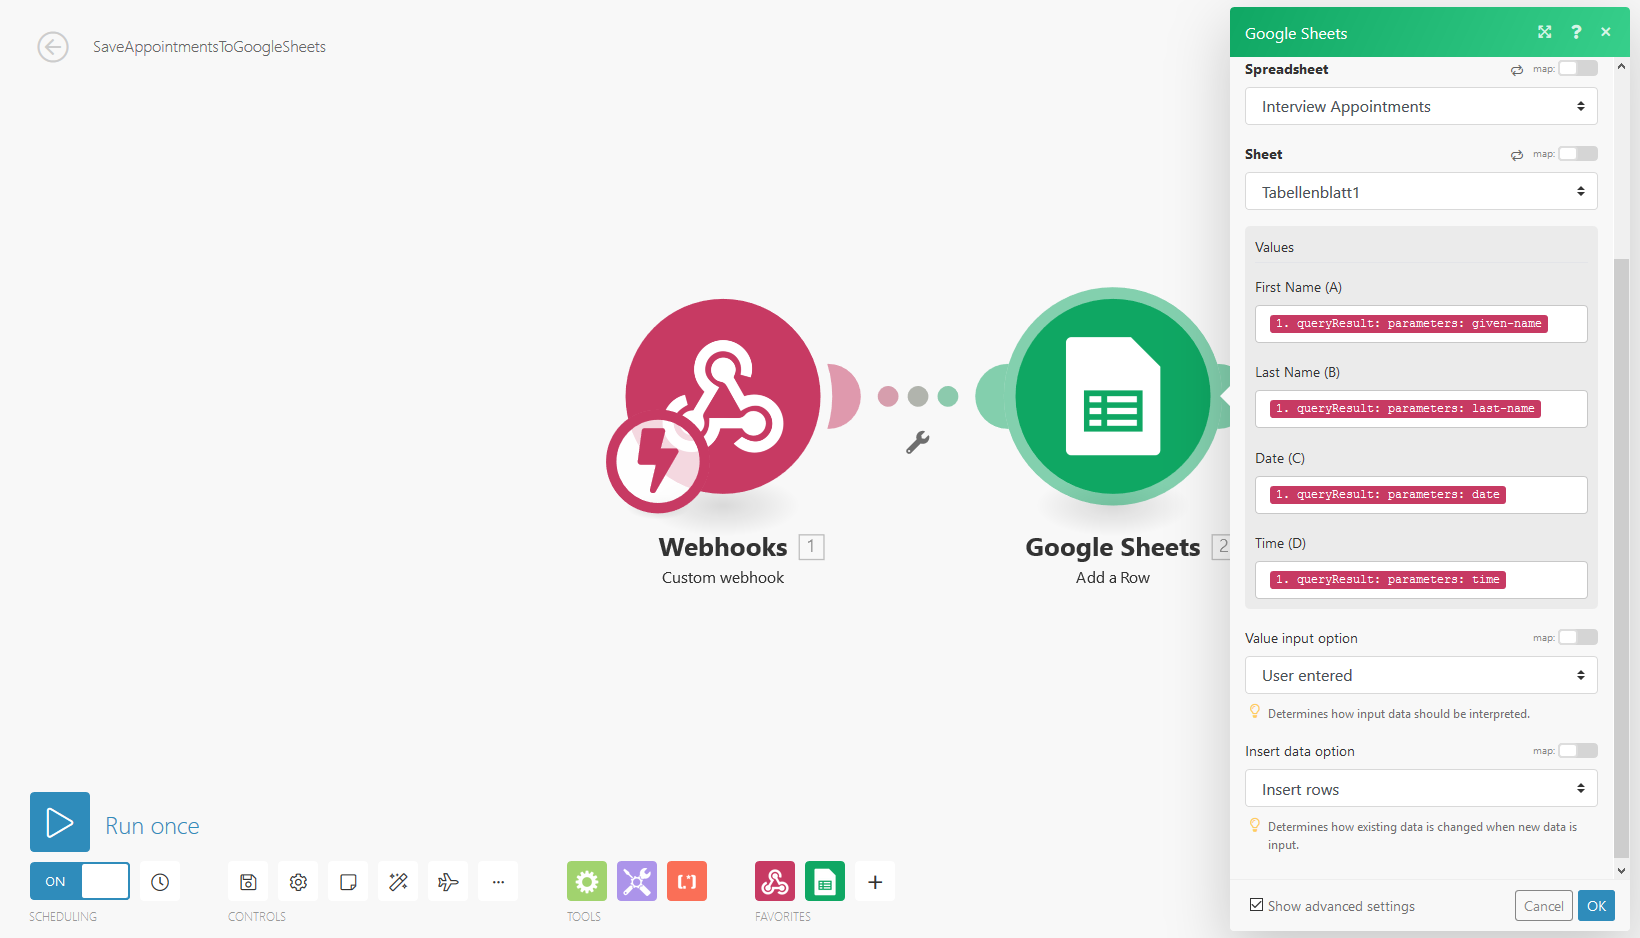 SaveAppointmentsToGoogleSheets
Webhooks 1
Custom webhook
Google Sheets 2
Add a Row
Run once
ON
SCHEDULING
CONTROLS
TOOLS
FAVORITES
Google Sheets ? ×
Spreadsheet map:
Interview Appointments
Sheet map:
Tabellenblatt1
Values
First Name (A)
1. queryResult: parameters: given-name
Last Name (B)
1. queryResult: parameters: last-name
Date (C)
1. queryResult: parameters: date
Time (D)
1. queryResult: parameters: time
Value input option map:
User entered
Determines how input data should be interpreted.
Insert data option map:
Insert rows
Determines how existing data is changed when new data is
input.
Show advanced settings Cancel OK